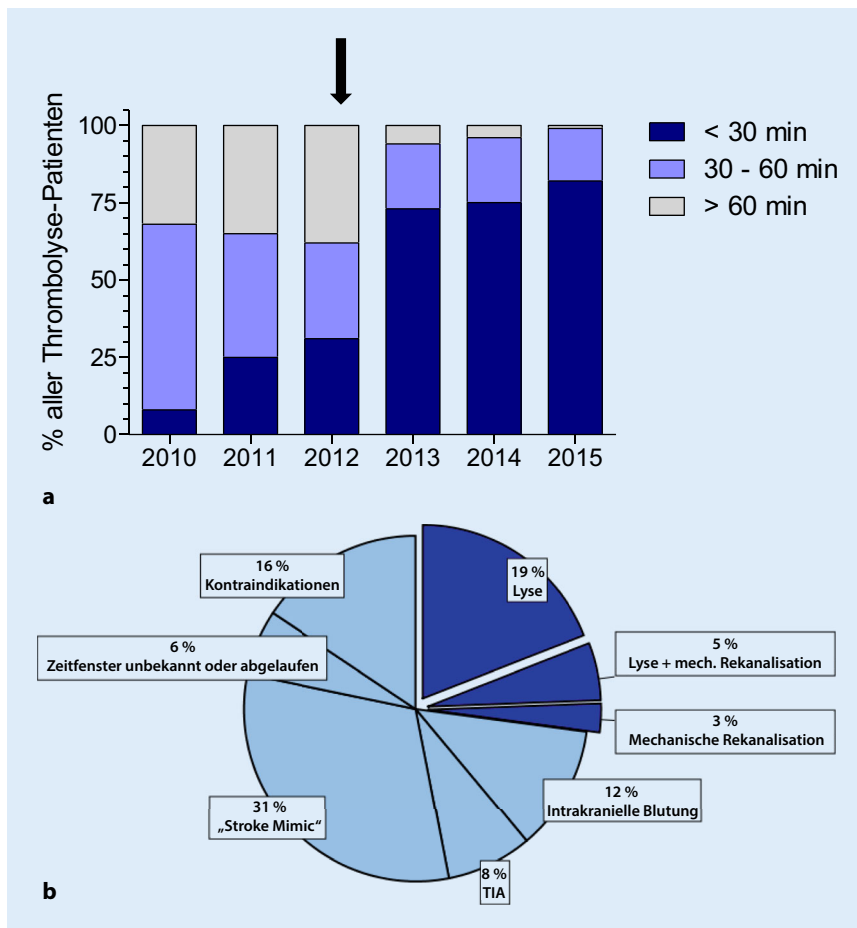 % aller Thrombolyse-Patienten
100
75
50
25
0
2010 2011 2012 2013 2014 2015
< 30 min
30 - 60 min
> 60 min
a
16 %
Kontraindikationen
19 %
Lyse
6 %
Zeitfenster unbekannt oder abgelaufen
5 %
Lyse + mech. Rekanalisation
3 %
Mechanische Rekanalisation
12 %
Intrakranielle Blutung
31 %
„Stroke Mimic“
8 %
TIA
b